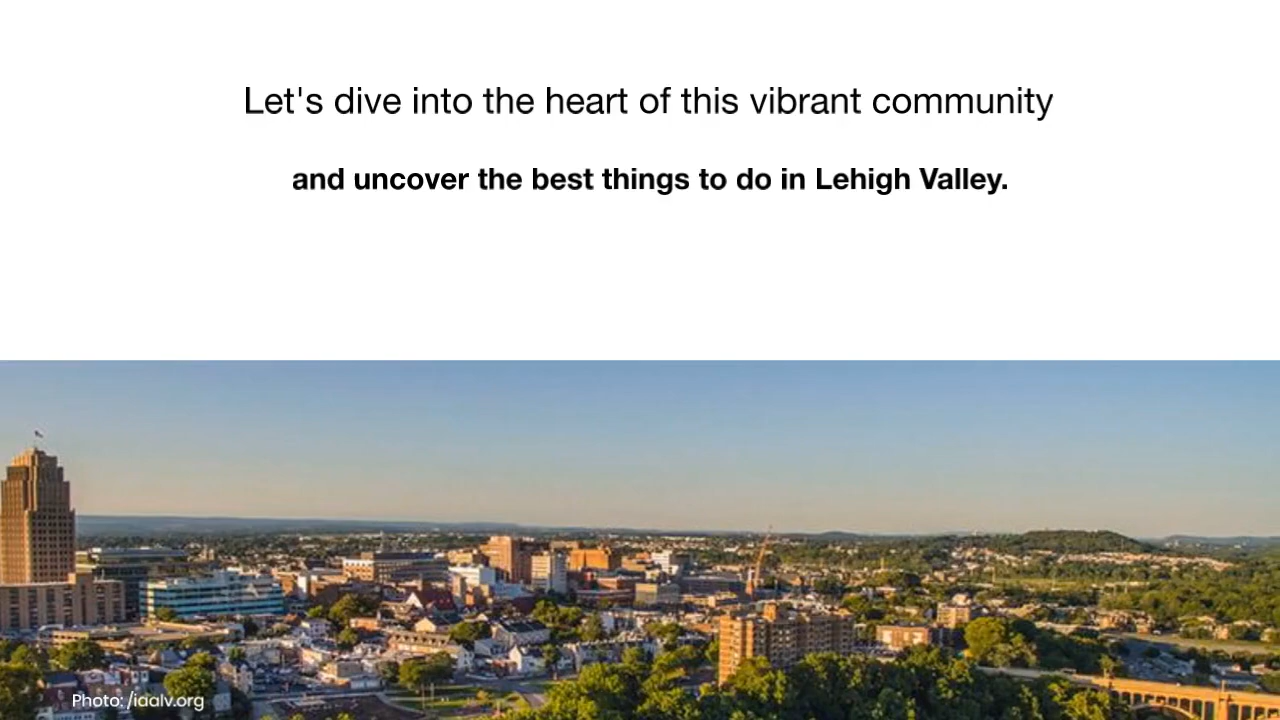 Let's dive into the heart of this vibrant community
and uncover the best things to do in Lehigh Valley.
Photo: /iaalv.org